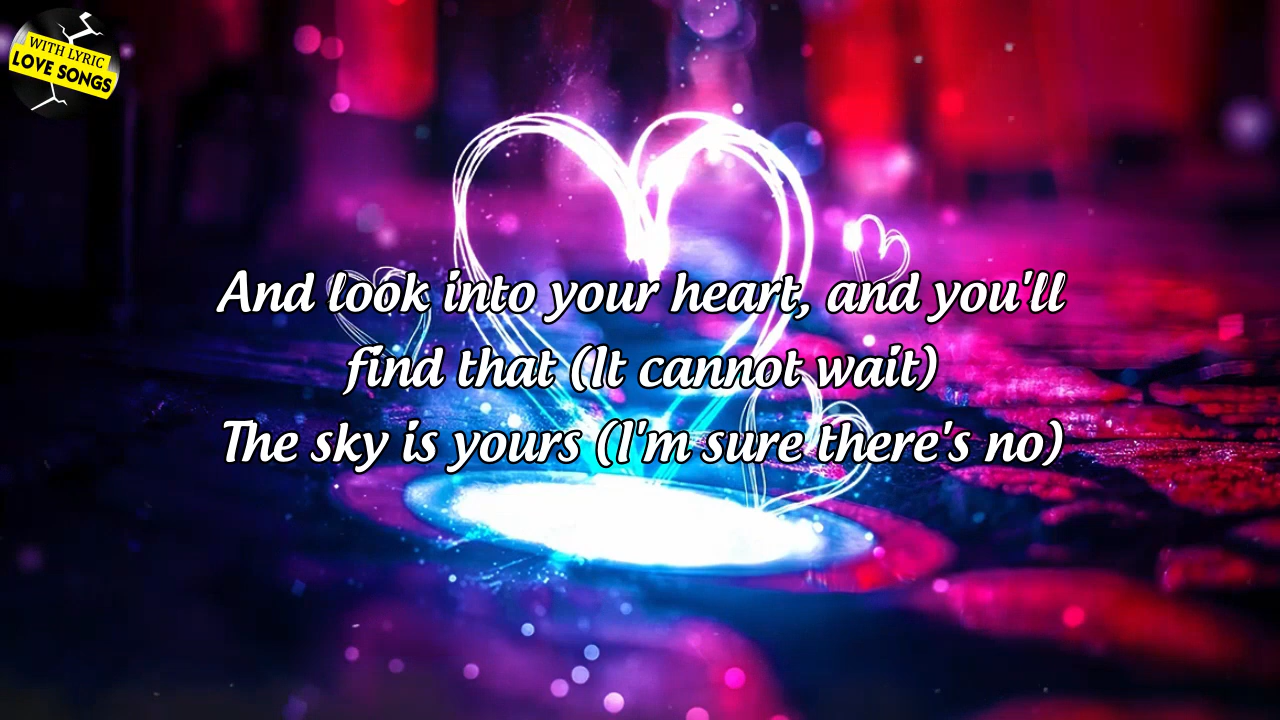 WITH LYRIC
LOVE SONGS
And look into your heart, and you'll
find that (It cannot wait)
The sky is yours (I'm sure there's no)